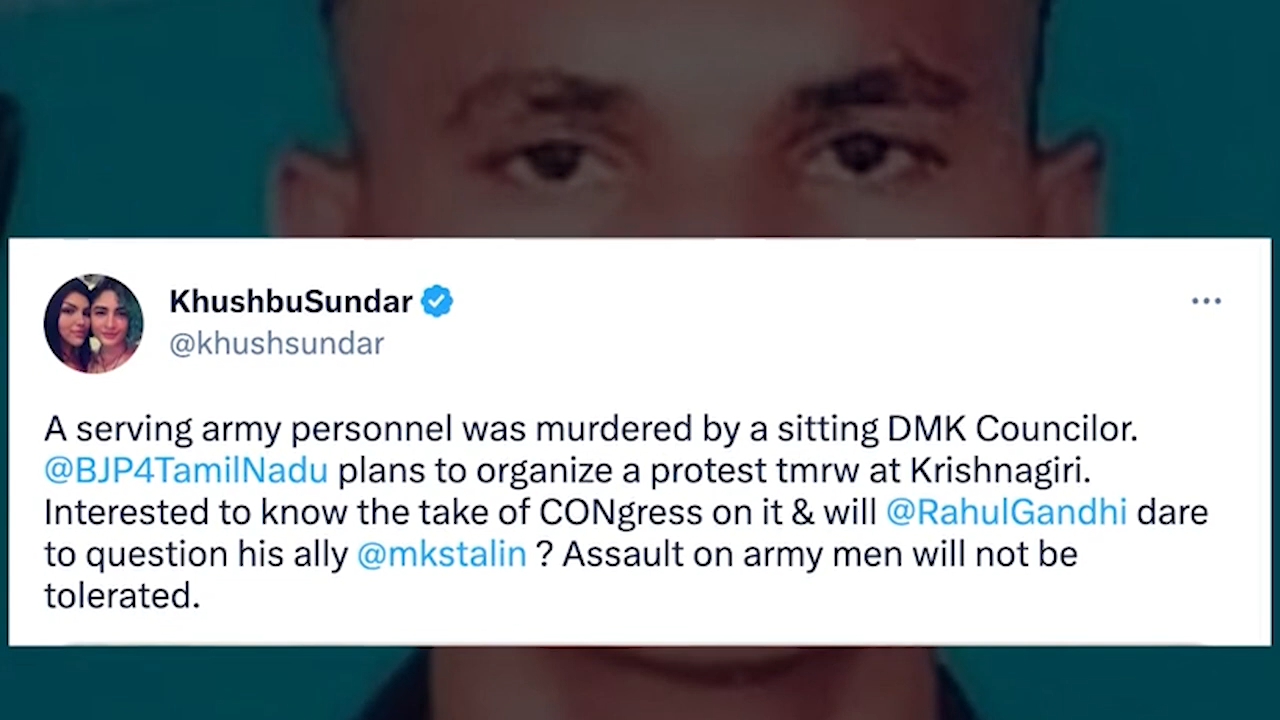 KhushbuSundar
@khushsundar
A serving army personnel was murdered by a sitting DMK Councilor.
@BJP4TamilNadu plans to organize a protest tmrw at Krishnagiri.
Interested to know the take of CONgress on it & will @RahulGandhi dare
to question his ally @mkstalin ? Assault on army men will not be
tolerated.